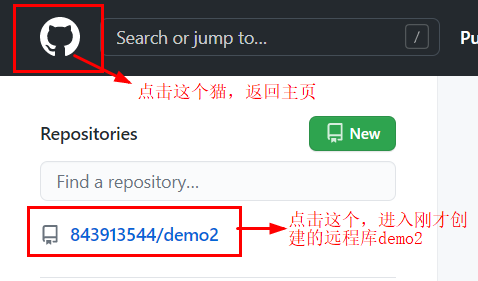 Search or jump to...
/
Pu
点击这个猫，返回主页
Repositories
New
Find a repository...
843913544/demo2
点击这个，进入刚才创
建的远程库demo2